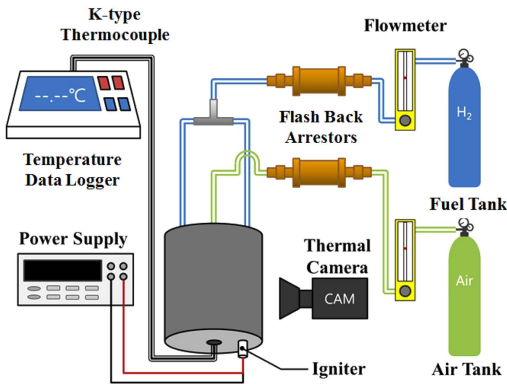 K-type
Thermocouple
Flowmeter
--.--°C
H2
Flash Back
Arrestors
Temperature
Data Logger
Fuel Tank
Power Supply
Thermal
Camera
Air
CAM
Igniter
Air Tank